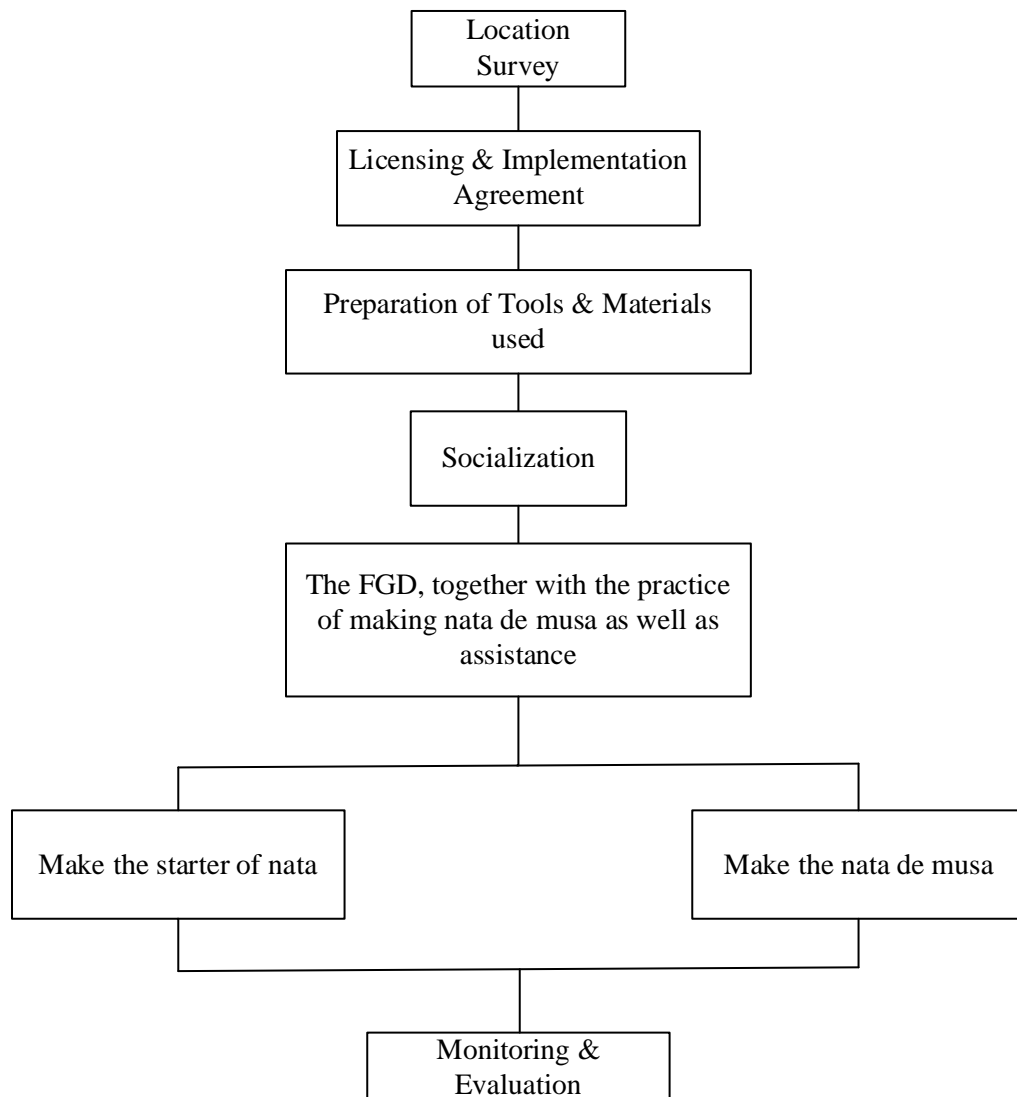 Location
Survey
Licensing & Implementation
Agreement
Preparation of Tools & Materials
used
Socialization
The FGD, together with the practice
of making nata de musa as well as
assistance
Make the starter of nata
Make the nata de musa
Monitoring &
Evaluation